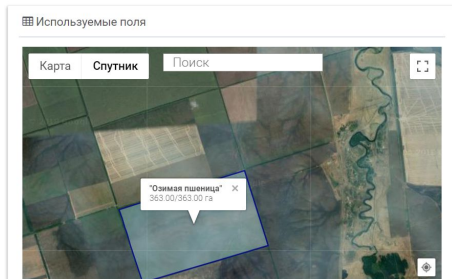 Используемые поля
Карта Спутник Поиск
"Озимая пшеница" ×
363.00/363.00 га